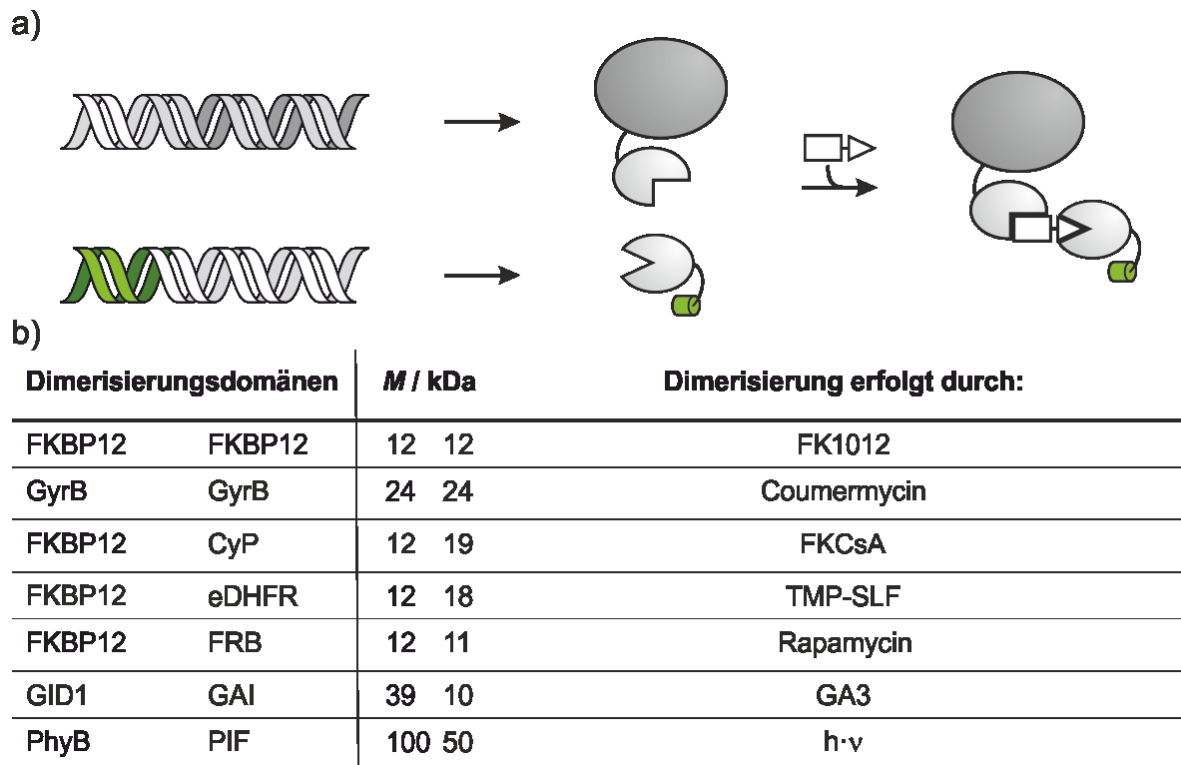 a)
b)
Dimerisierungsdomänen M / kDa Dimerisierung erfolgt durch:
FKBP12 FKBP12 12 12 FK1012
GyrB GyrB 24 24 Coumermycin
FKBP12 CyP 12 19 FKCsA
FKBP12 eDHFR 12 18 TMP-SLF
FKBP12 FRB 12 11 Rapamycin
GID1 GAI 39 10 GA3
PhyB PIF 100 50 h·ν